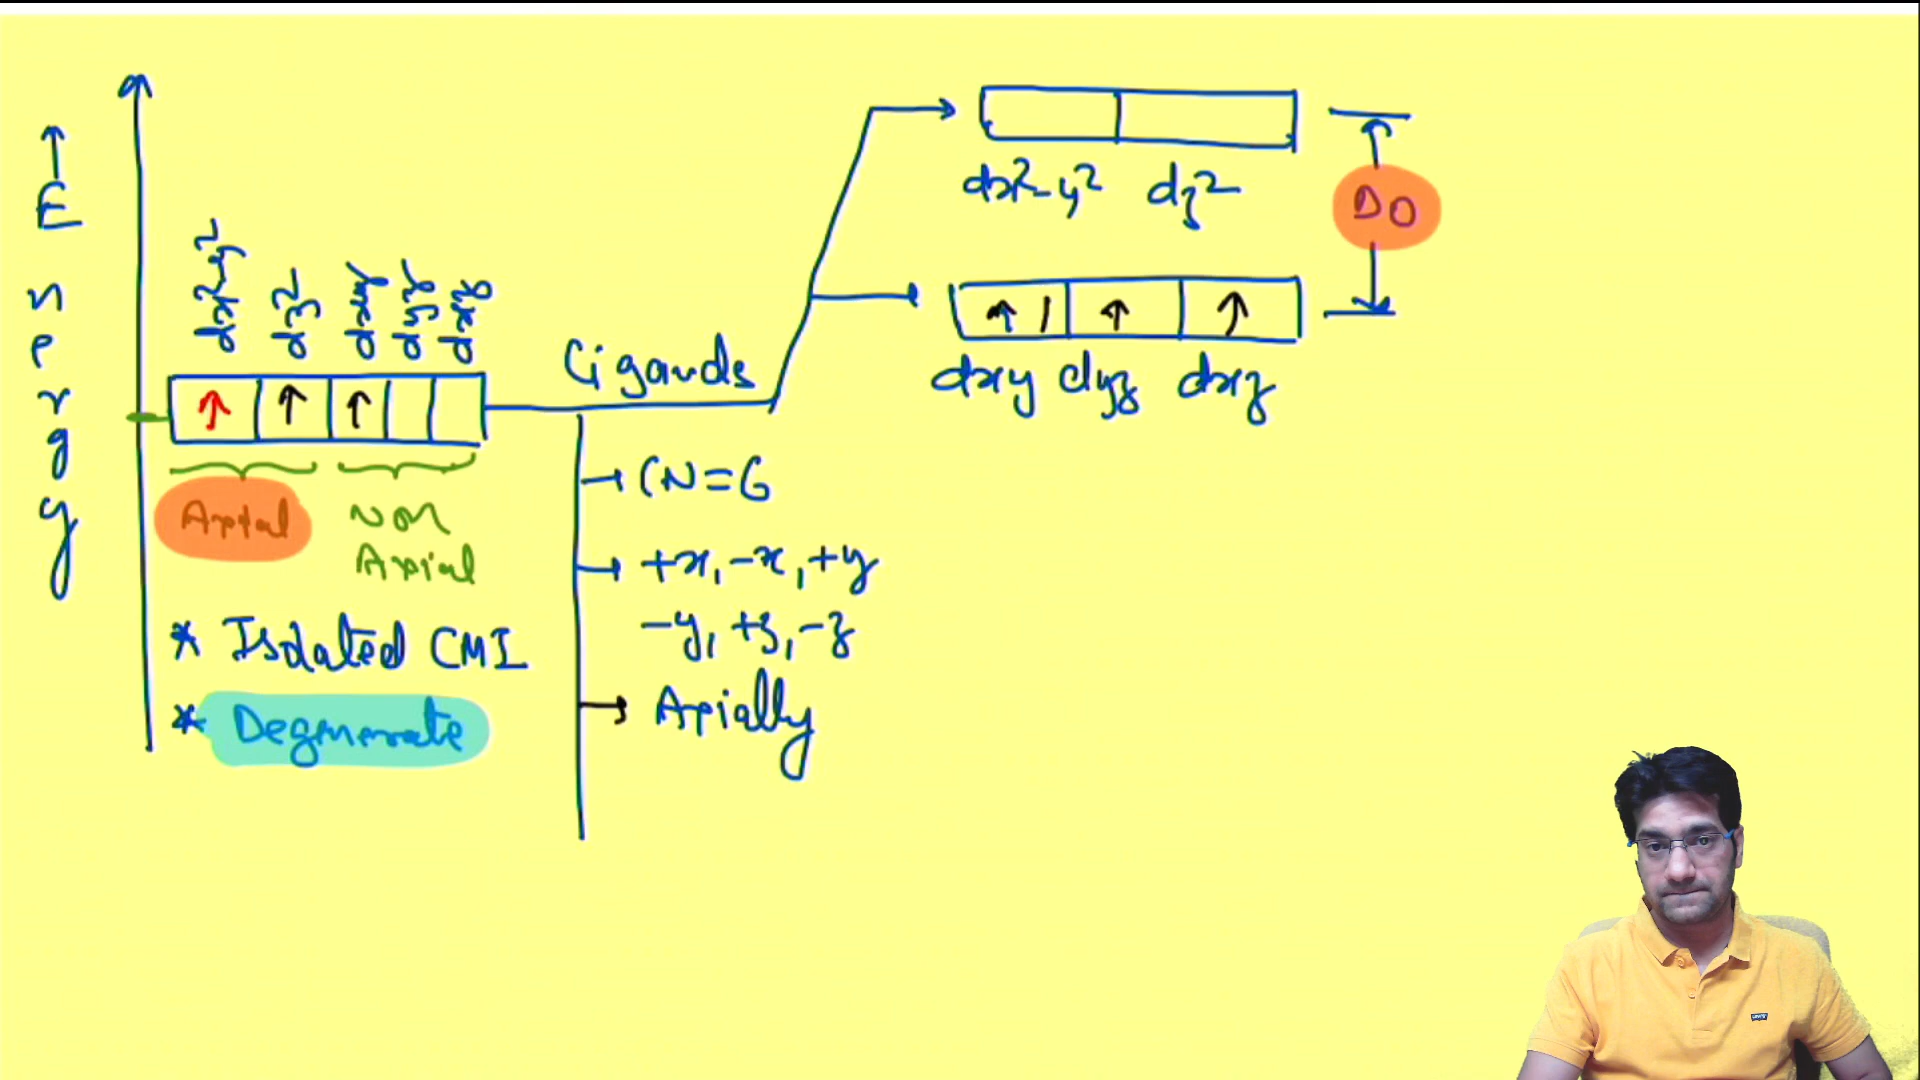 Energy
dx²-y² dz² dxy dyz dxz
Axial
Non
Axial
* Isolated CMI
* Degenerate
Ligands
CN=6
+x, -x, +y
-y, +z, -z
Axially
dx²-y² dz²
dxy dyz dxz
Δo